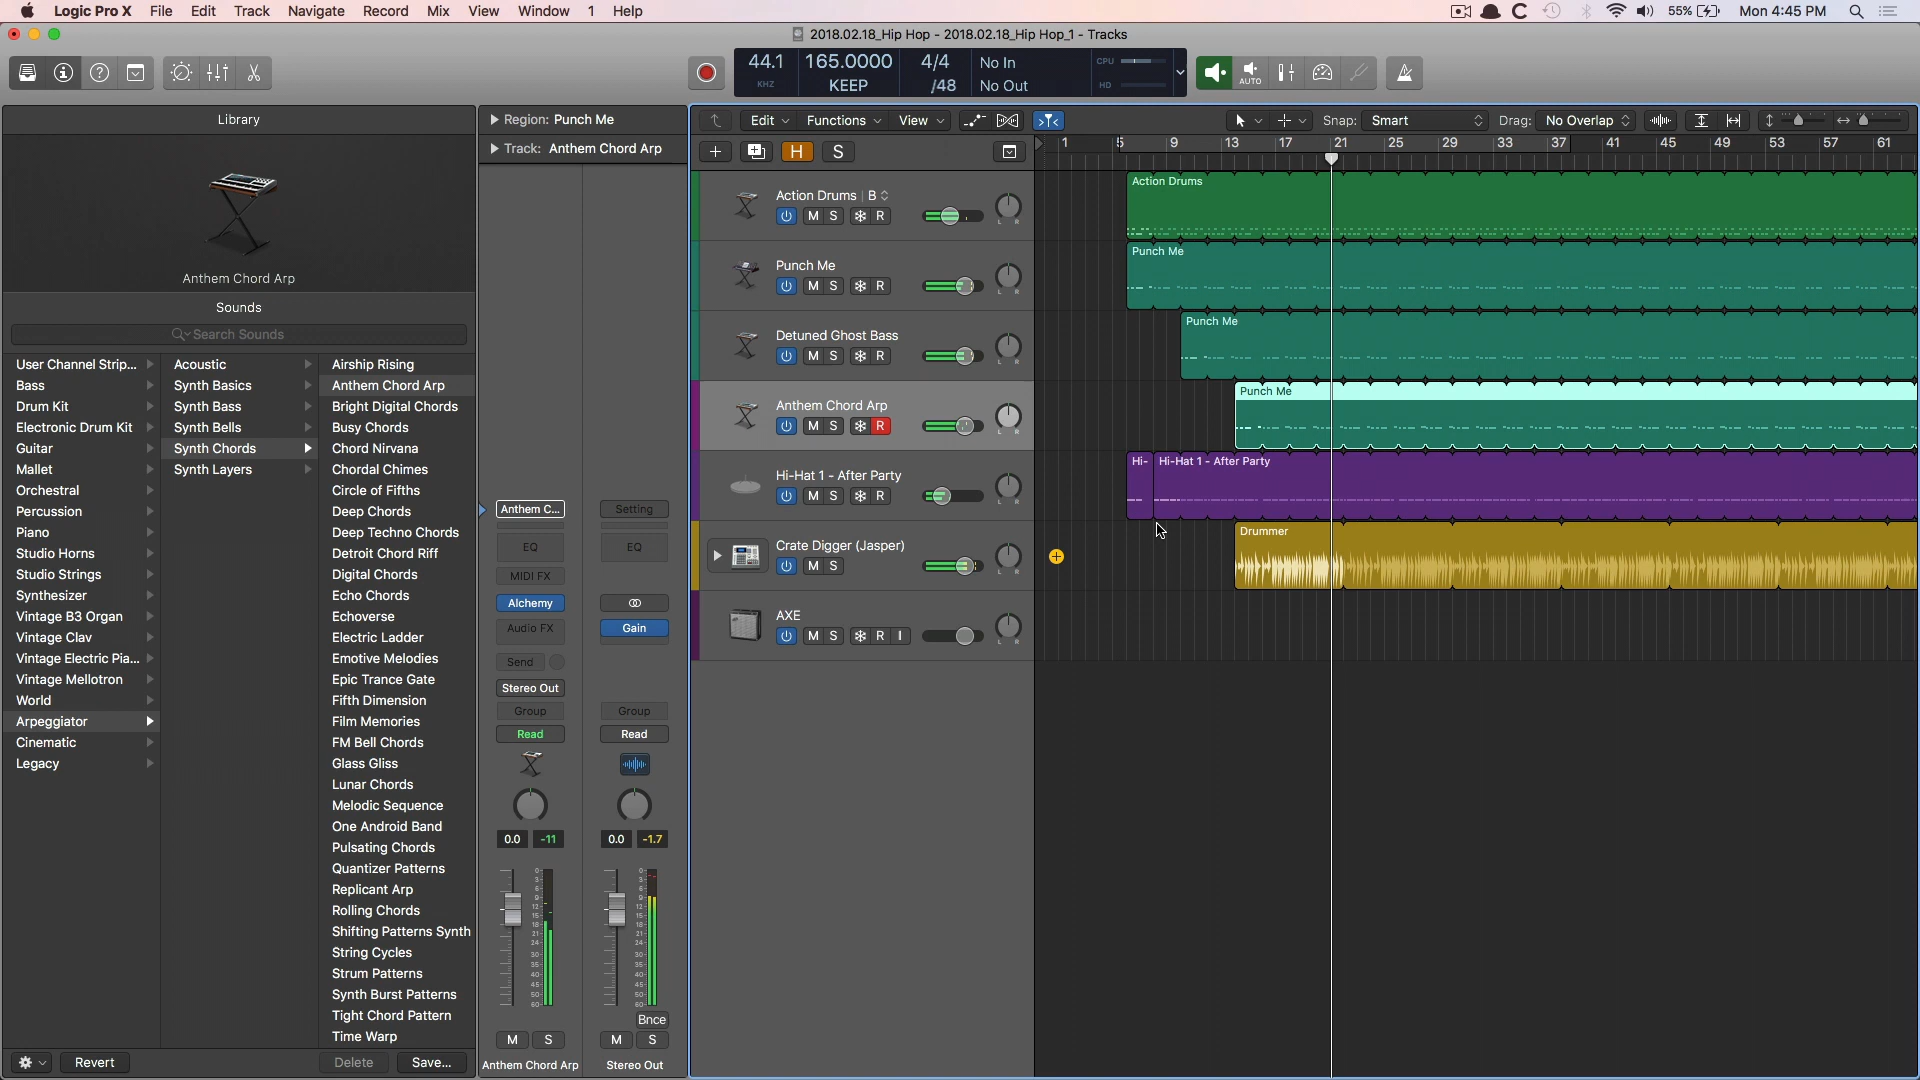 Logic Pro X File Edit Track Navigate Record Mix View Window 1 Help
55% Mon 4:45 PM
2018.02.18_Hip Hop - 2018.02.18_Hip Hop_1 - Tracks
44.1 165.0000 4/4 No In CPU
KHZ KEEP /48 No Out HD
AUTO
Library
Anthem Chord Arp
Sounds
Search Sounds
User Channel Strip...
Bass
Drum Kit
Electronic Drum Kit
Guitar
Mallet
Orchestral
Percussion
Piano
Studio Horns
Studio Strings
Synthesizer
Vintage B3 Organ
Vintage Clav
Vintage Electric Pia...
Vintage Mellotron
World
Arpeggiator
Cinematic
Legacy
Acoustic
Synth Basics
Synth Bass
Synth Bells
Synth Chords
Synth Layers
Airship Rising
Anthem Chord Arp
Bright Digital Chords
Busy Chords
Chord Nirvana
Chordal Chimes
Circle of Fifths
Deep Chords
Deep Techno Chords
Detroit Chord Riff
Digital Chords
Echo Chords
Echoverse
Electric Ladder
Emotive Melodies
Epic Trance Gate
Fifth Dimension
Film Memories
FM Bell Chords
Glass Gliss
Lunar Chords
Melodic Sequence
One Android Band
Pulsating Chords
Quantizer Patterns
Replicant Arp
Rolling Chords
Shifting Patterns Synth
String Cycles
Strum Patterns
Synth Burst Patterns
Tight Chord Pattern
Time Warp
Revert Delete Save...
Region: Punch Me
Track: Anthem Chord Arp
Anthem C... Setting
EQ EQ
MIDI FX
Alchemy
Audio FX Gain
Send
Stereo Out
Group Group
Read Read
0.0 -11 0.0 -1.7
Bnce
M S M S
Anthem Chord Arp Stereo Out
Edit Functions View Snap: Smart Drag: No Overlap
H S
1 5 9 13 17 21 25 29 33 37 41 45 49 53 57 61
Action Drums | B
M S R
Punch Me
M S R
Detuned Ghost Bass
M S R
Anthem Chord Arp
M S R
Hi-Hat 1 - After Party
M S R
Crate Digger (Jasper)
M S
AXE
M S R I
Action Drums
Punch Me
Punch Me
Punch Me
Hi- Hi-Hat 1 - After Party
Drummer